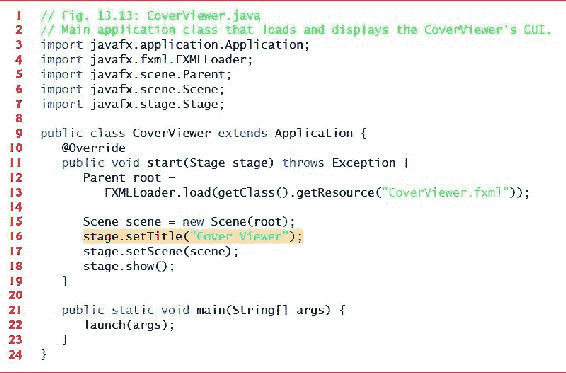 1 // Fig. 13.13: CoverViewer.java
2 // Main application class that loads and displays the CoverViewer's GUI.
3 import javafx.application.Application;
4 import javafx.fxml.FXMLLoader;
5 import javafx.scene.Parent;
6 import javafx.scene.Scene;
7 import javafx.stage.Stage;
8
9 public class CoverViewer extends Application {
10 @Override
11 public void start(Stage stage) throws Exception {
12 Parent root =
13 FXMLLoader.load(getClass().getResource("CoverViewer.fxml"));
14
15 Scene scene = new Scene(root);
16 stage.setTitle("Cover Viewer");
17 stage.setScene(scene);
18 stage.show();
19 }
20
21 public static void main(String[] args) {
22 launch(args);
23 }
24 }